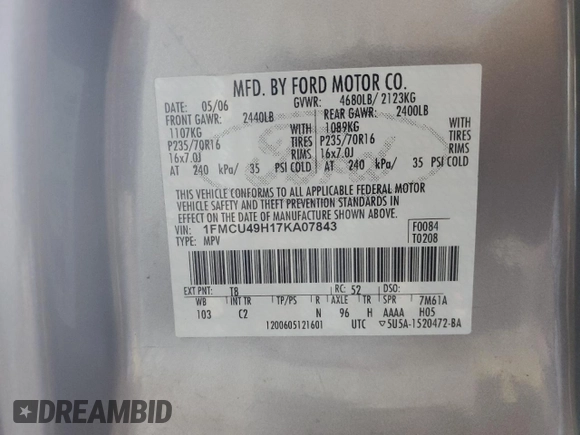 MFD. BY FORD MOTOR CO.
DATE: 05/06 GVWR: 4680LB/ 2123KG
FRONT GAWR: 2440LB REAR GAWR: 2400LB
1107KG WITH 1089KG WITH
P235/70R16 TIRES P235/70R16 TIRES
16x7.0J RIMS 16x7.0J RIMS
AT 240 kPa/ 35 PSI COLD AT 240 kPa/ 35 PSI COLD
THIS VEHICLE CONFORMS TO ALL APPLICABLE FEDERAL MOTOR
VEHICLE SAFETY AND THEFT PREVENTION STANDARDS IN
EFFECT ON THE DATE OF MANUFACTURE SHOWN ABOVE.
VIN: 1FMCU49H17KA07843 F0084
TYPE: MPV T0208
EXT PNT: T8 RC: 52 7M61A
WB INT TR TP/PS R AXLE TR SPR H05
103 C2 N 96 H AAAA
1200605121601 UTC ▽5U5A-1520472-BA
DREAMBID